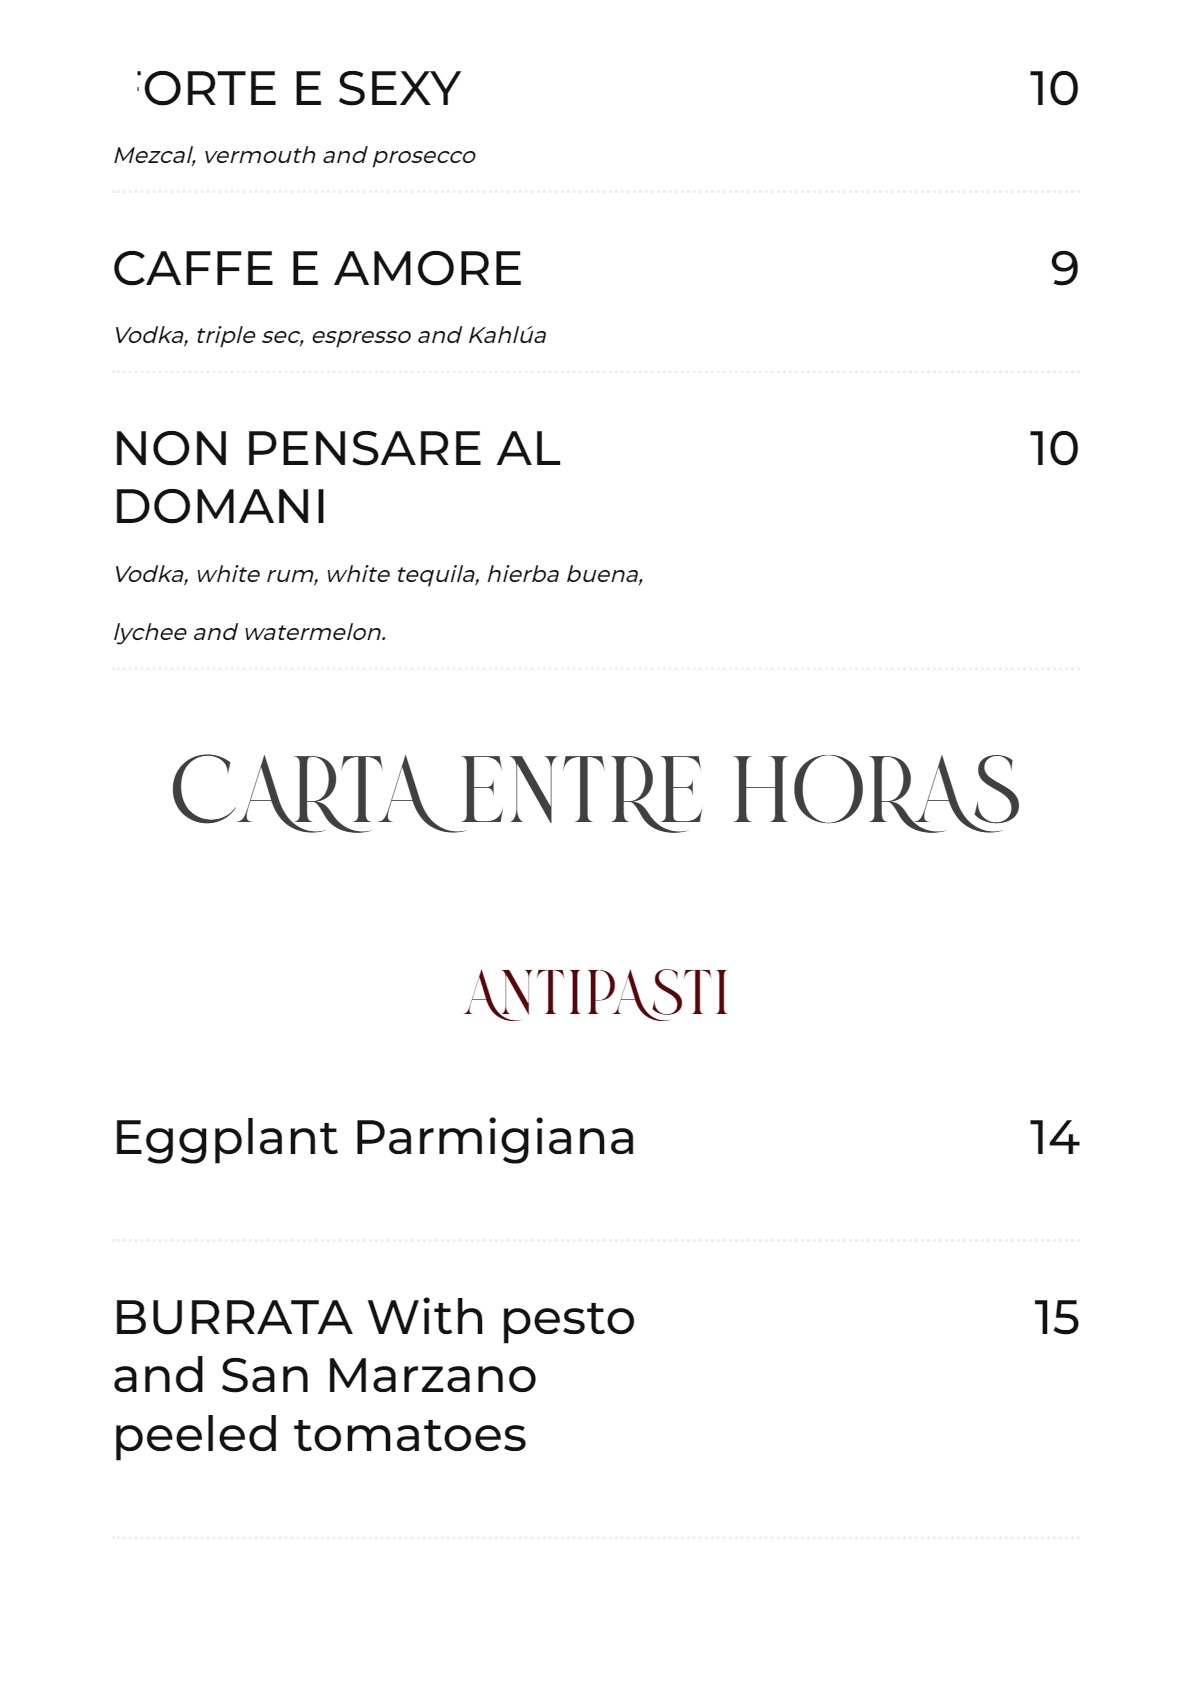 ORTE E SEXY 10
Mezcal, vermouth and prosecco
CAFFE E AMORE 9
Vodka, triple sec, espresso and Kahlúa
NON PENSARE AL 10
DOMANI
Vodka, white rum, white tequila, hierba buena,
lychee and watermelon.
CARTA ENTRE HORAS
ANTIPASTI
Eggplant Parmigiana 14
BURRATA With pesto 15
and San Marzano
peeled tomatoes